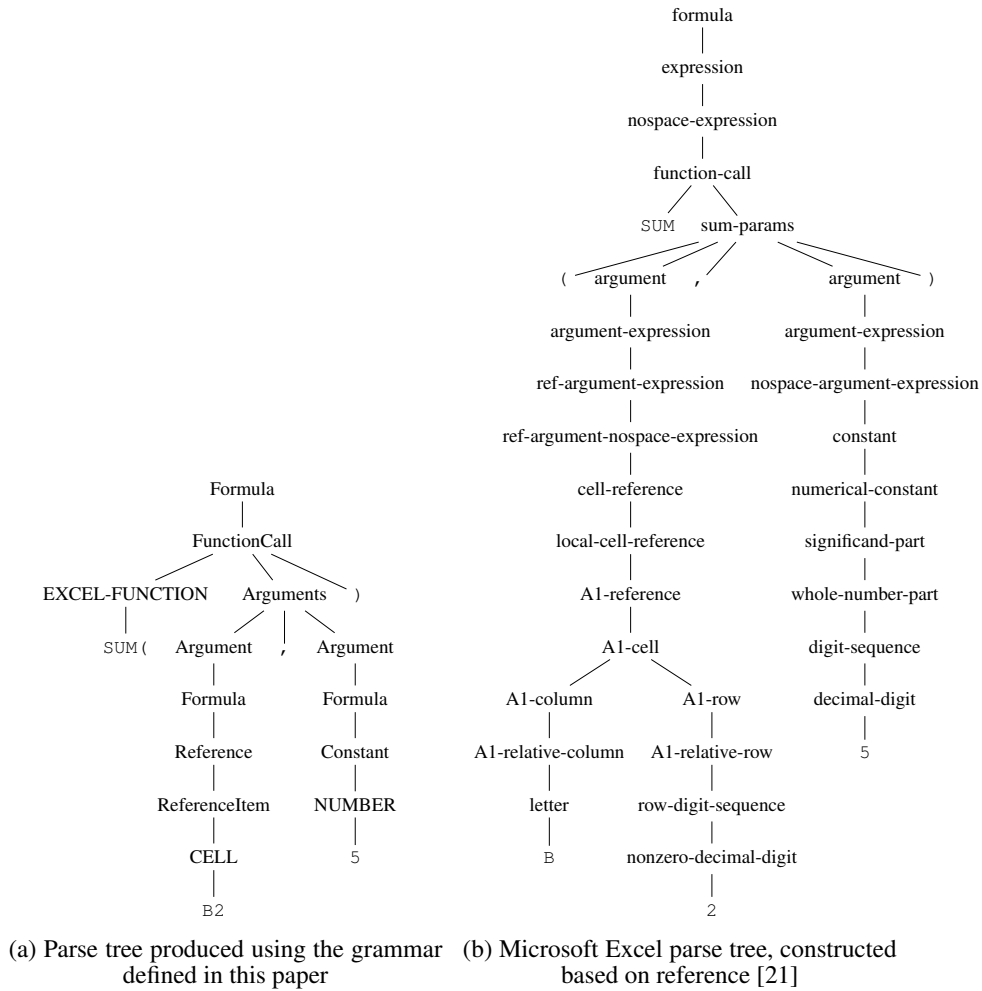 formula
expression
nospace-expression
function-call
SUM sum-params
( argument , argument )
argument-expression argument-expression
ref-argument-expression nospace-argument-expression
ref-argument-nospace-expression constant
Formula cell-reference numerical-constant
FunctionCall local-cell-reference significand-part
EXCEL-FUNCTION Arguments ) A1-reference whole-number-part
SUM( Argument , Argument A1-cell digit-sequence
Formula Formula A1-column A1-row decimal-digit
Reference Constant A1-relative-column A1-relative-row 5
ReferenceItem NUMBER letter row-digit-sequence
CELL 5 B nonzero-decimal-digit
B2 2
(a) Parse tree produced using the grammar (b) Microsoft Excel parse tree, constructed
defined in this paper based on reference [21]